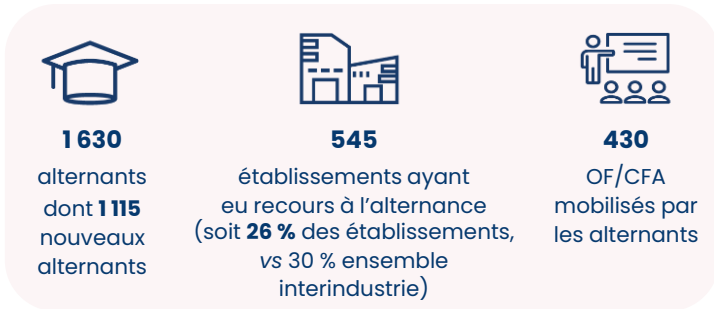 1 630
alternants
dont 1 115
nouveaux
alternants
545
établissements ayant
eu recours à l’alternance
(soit 26 % des établissements,
vs 30 % ensemble
interindustrie)
430
OF/CFA
mobilisés par
les alternants